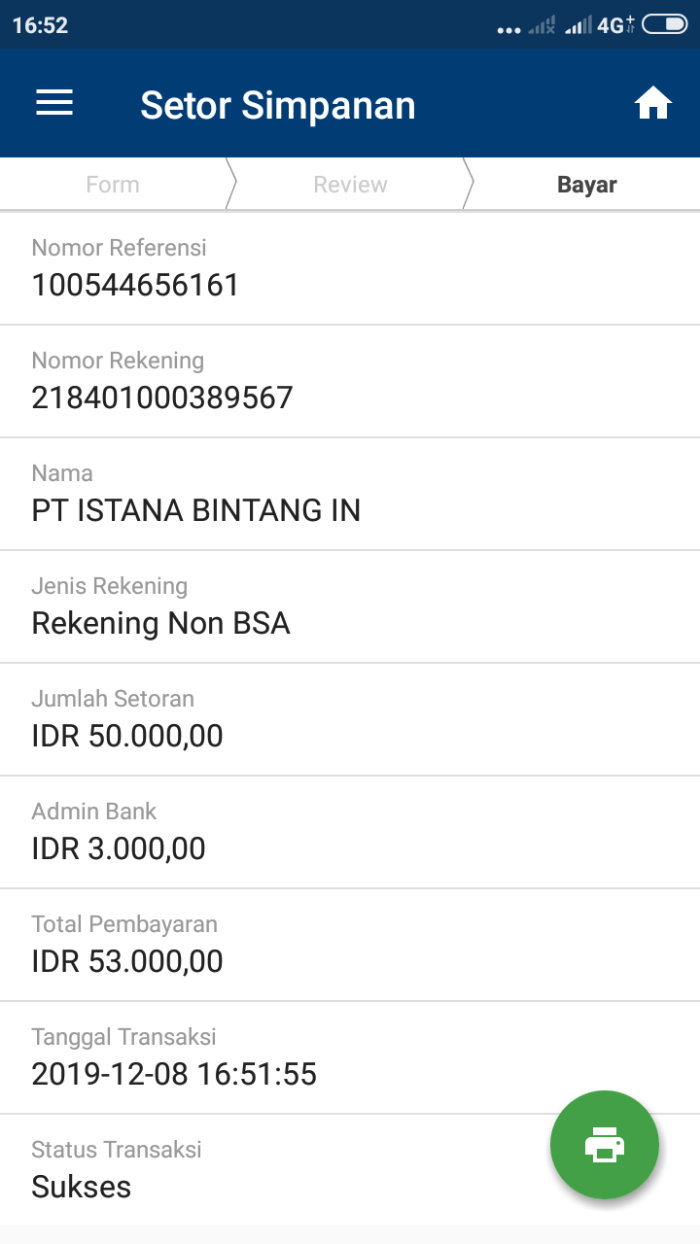 16:52
4G+
Setor Simpanan
Form
Review
Bayar
Nomor Referensi
100544656161
Nomor Rekening
218401000389567
Nama
PT ISTANA BINTANG IN
Jenis Rekening
Rekening Non BSA
Jumlah Setoran
IDR 50.000,00
Admin Bank
IDR 3.000,00
Total Pembayaran
IDR 53.000,00
Tanggal Transaksi
2019-12-08 16:51:55
Status Transaksi
Sukses